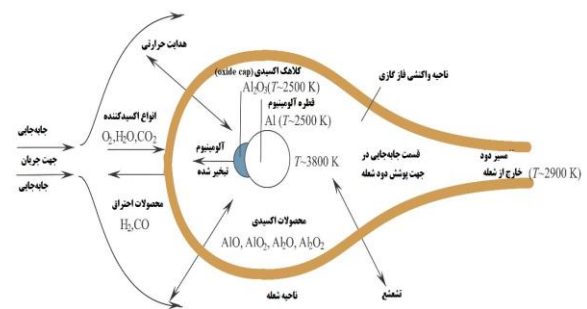 هدایت حرارتی
کلاهک اکسیدی (oxide cap)
Al₂O₃(T~2500 K)
ناحیه واکنشی فاز گازی
قطره آلومینیوم
Al (T~2500 K)
انواع اکسیدکننده
O₂,H₂O,CO₂
جابه‌جایی
جهت جریان
جابه‌جایی
آلومینیوم
تبخیر شده
T~3800 K
قسمت جابه‌جایی در
جهت پوشش دود شعله
مسیر دود
خارج از شعله (T~2900 K)
محصولات احتراق
H₂,CO
محصولات اکسیدی
AlO, AlO₂, Al₂O, Al₂O₂
ناحیه شعله
تشعشع